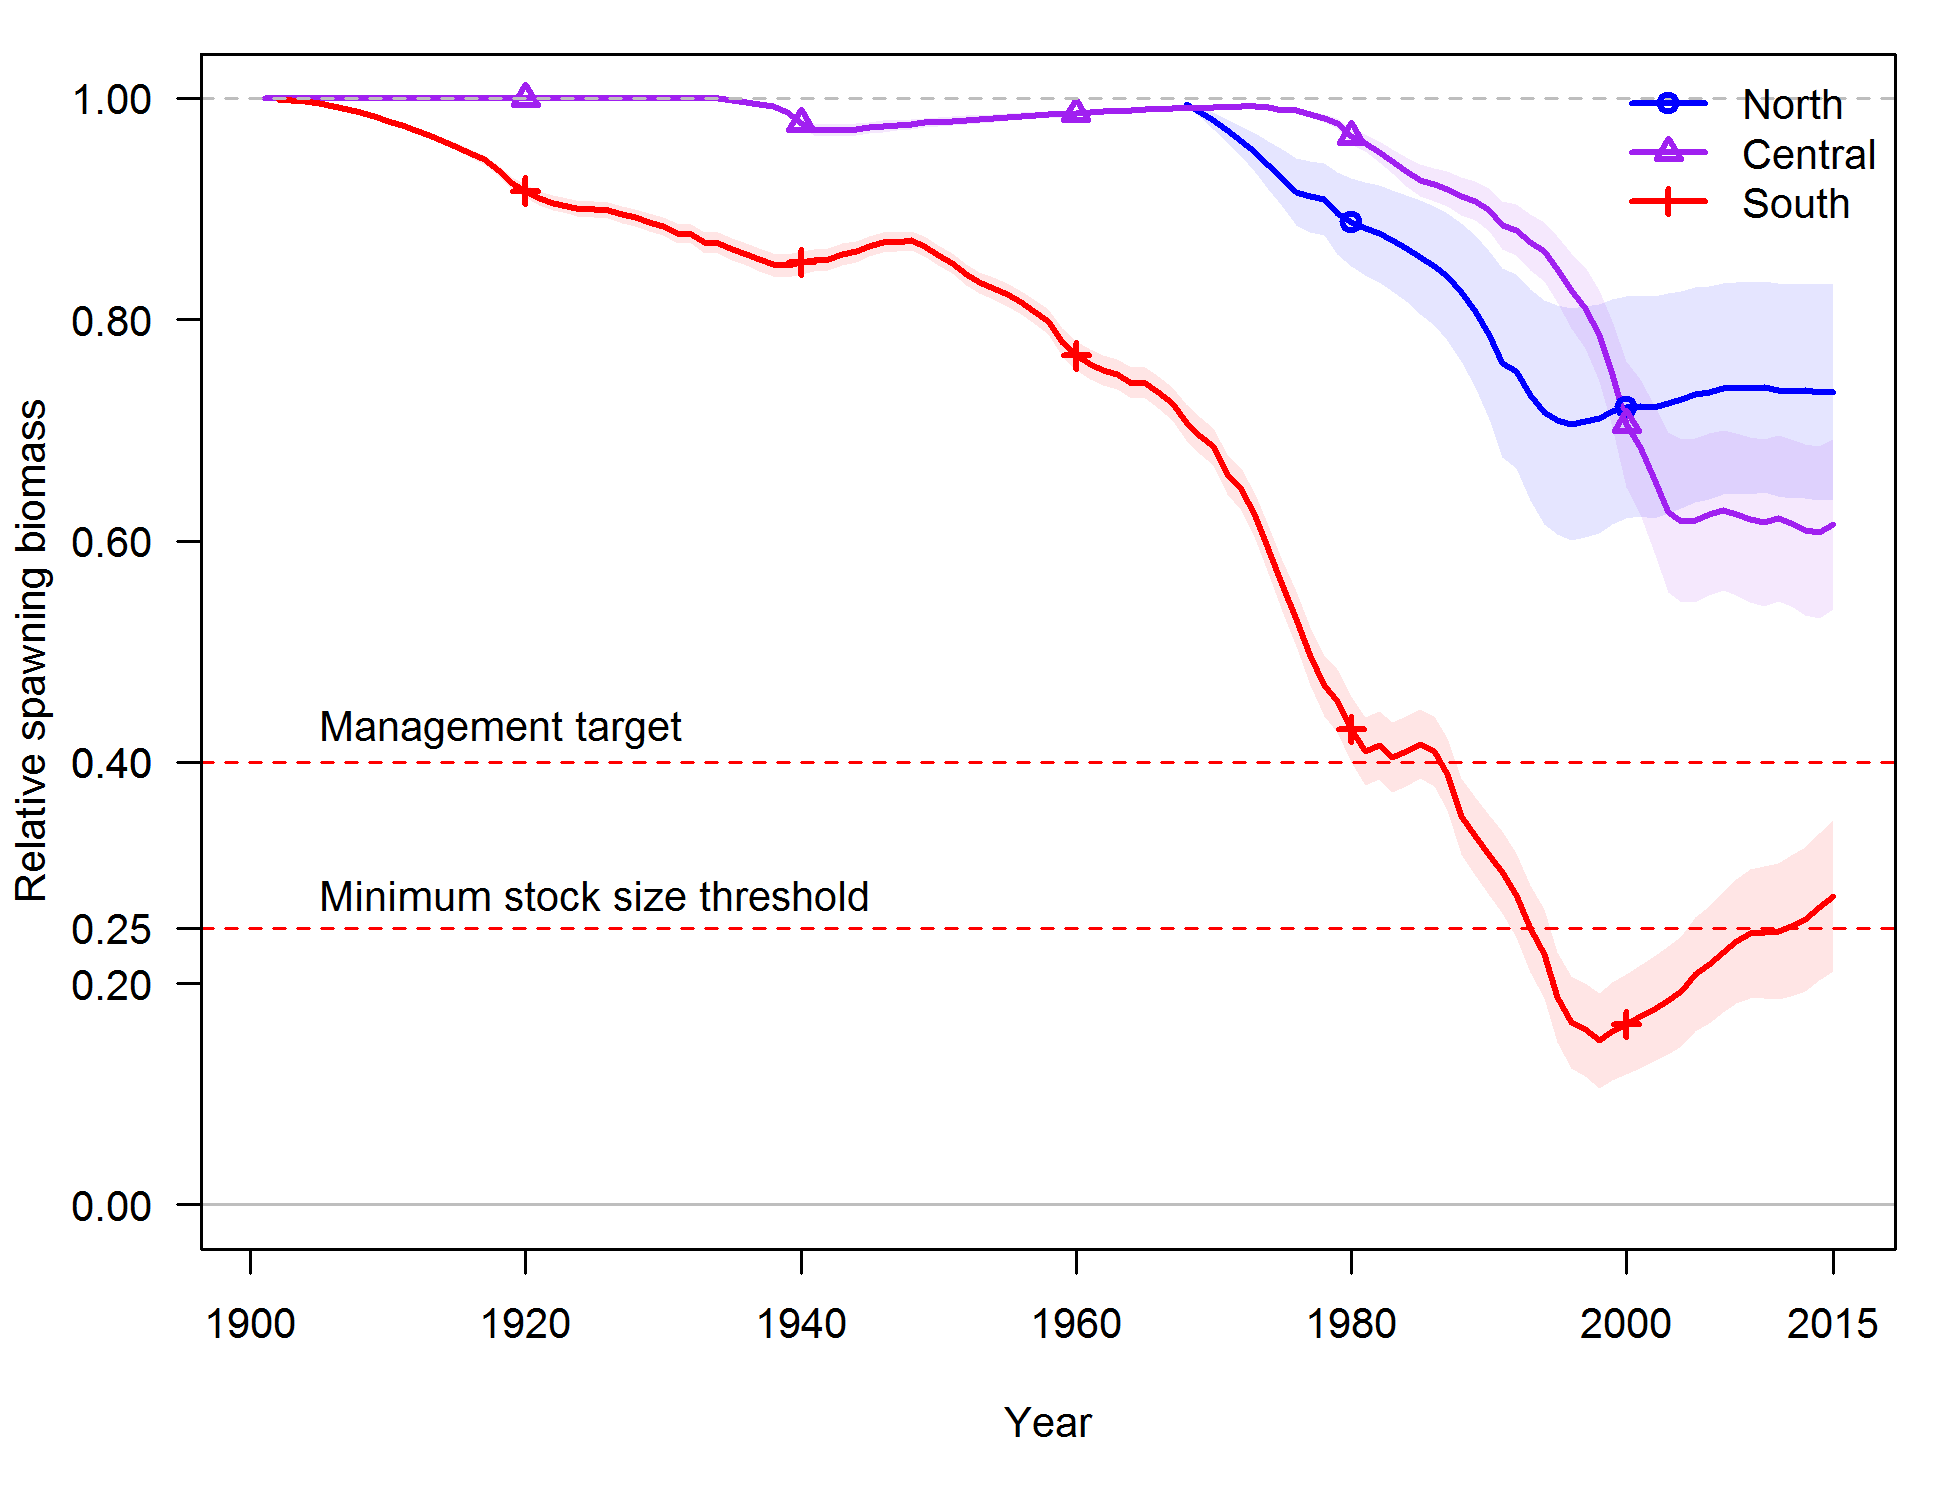 1.00
0.80
0.60
0.40
0.25
0.20
0.00
Relative spawning biomass
North
Central
South
Management target
Minimum stock size threshold
1900 1920 1940 1960 1980 2000 2015
Year